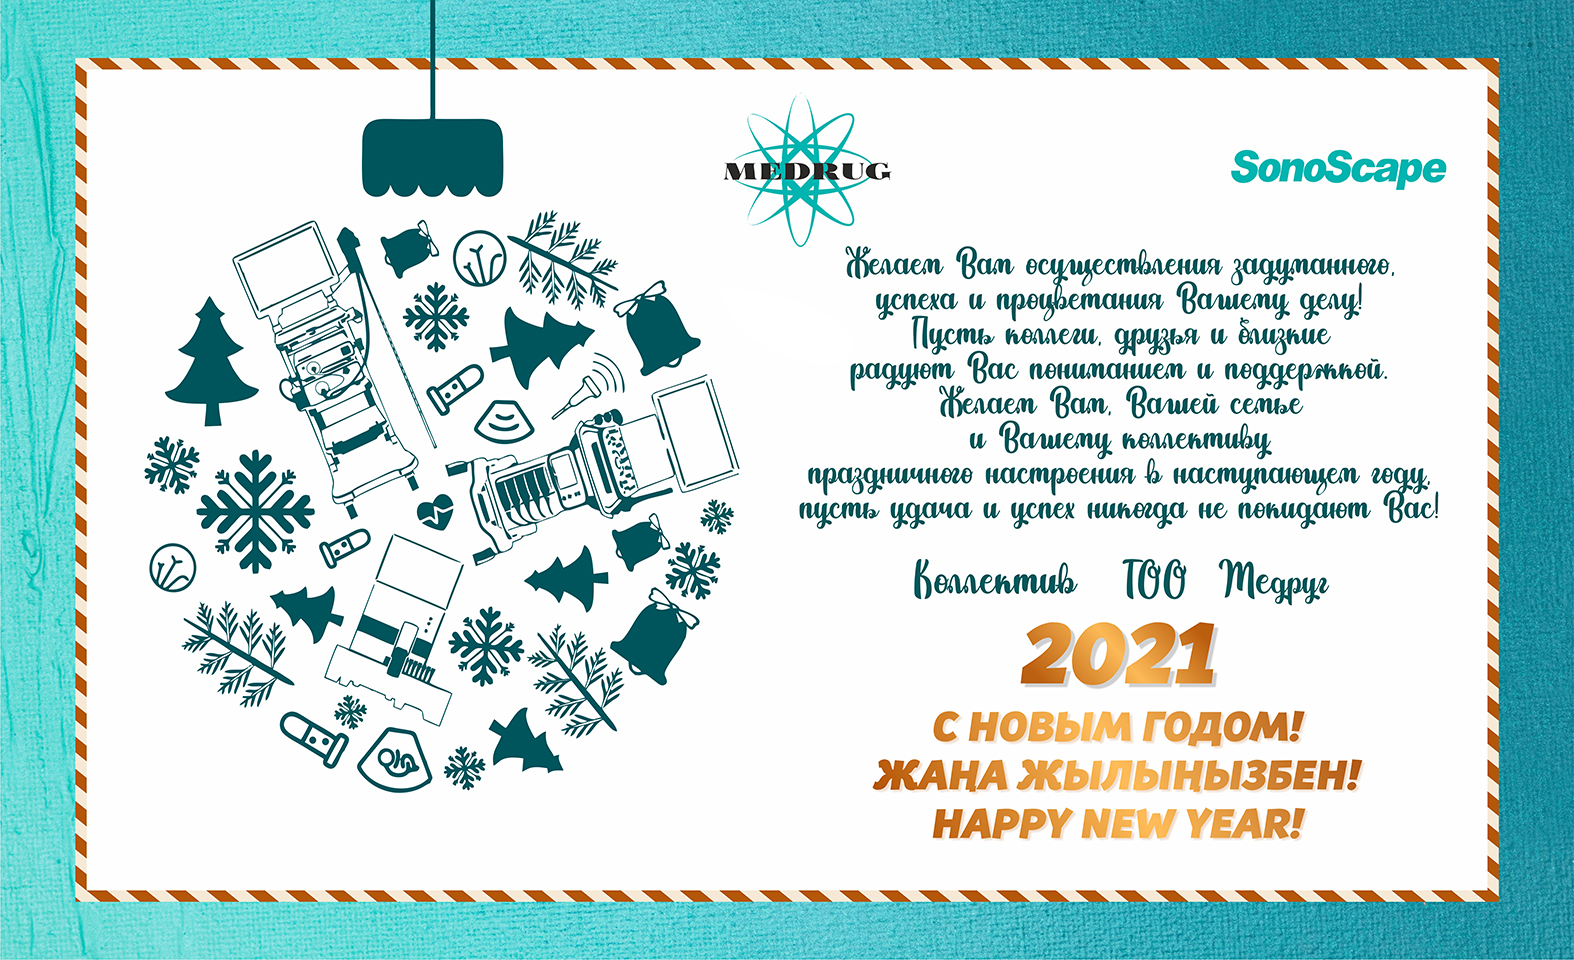 MEDRUG
SonoScape
Желаем Вам осуществления задуманного,
успеха и процветания Вашему делу!
Пусть коллеги, друзья и близкие
радуют Вас пониманием и поддержкой.
Желаем Вам, Вашей семье
и Вашему коллективу
праздничного настроения в наступающем году,
пусть удача и успех никогда не покидают Вас!
Коллектив ТОО Медруг
2021
С НОВЫМ ГОДОМ!
ЖАҢА ЖЫЛЫҢЫЗБЕН!
HAPPY NEW YEAR!